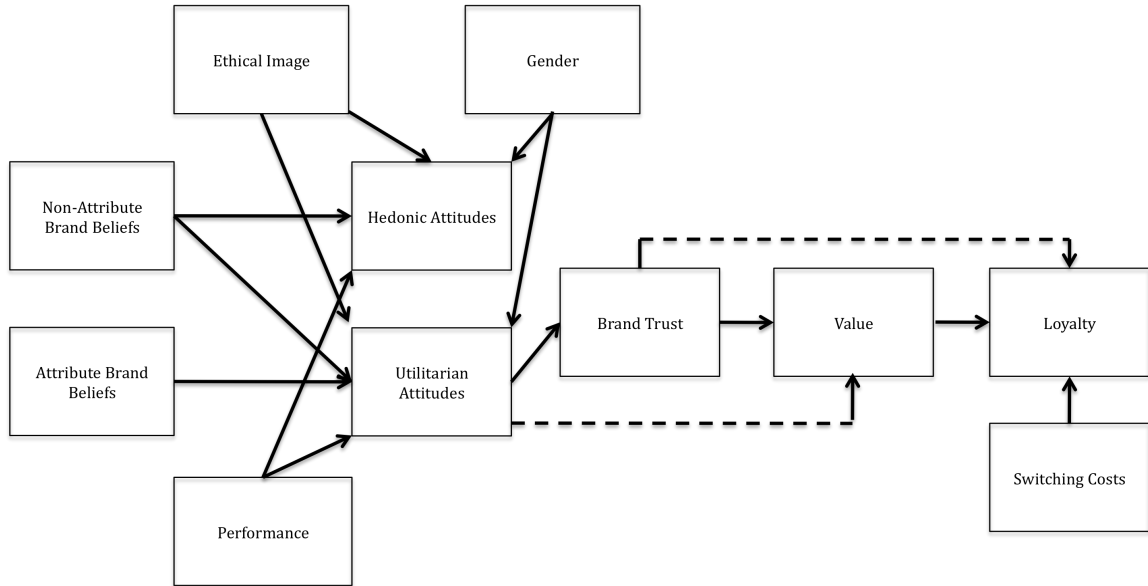 Ethical Image
Gender
Non-Attribute
Brand Beliefs
Hedonic Attitudes
Brand Trust
Value
Loyalty
Attribute Brand
Beliefs
Utilitarian
Attitudes
Switching Costs
Performance